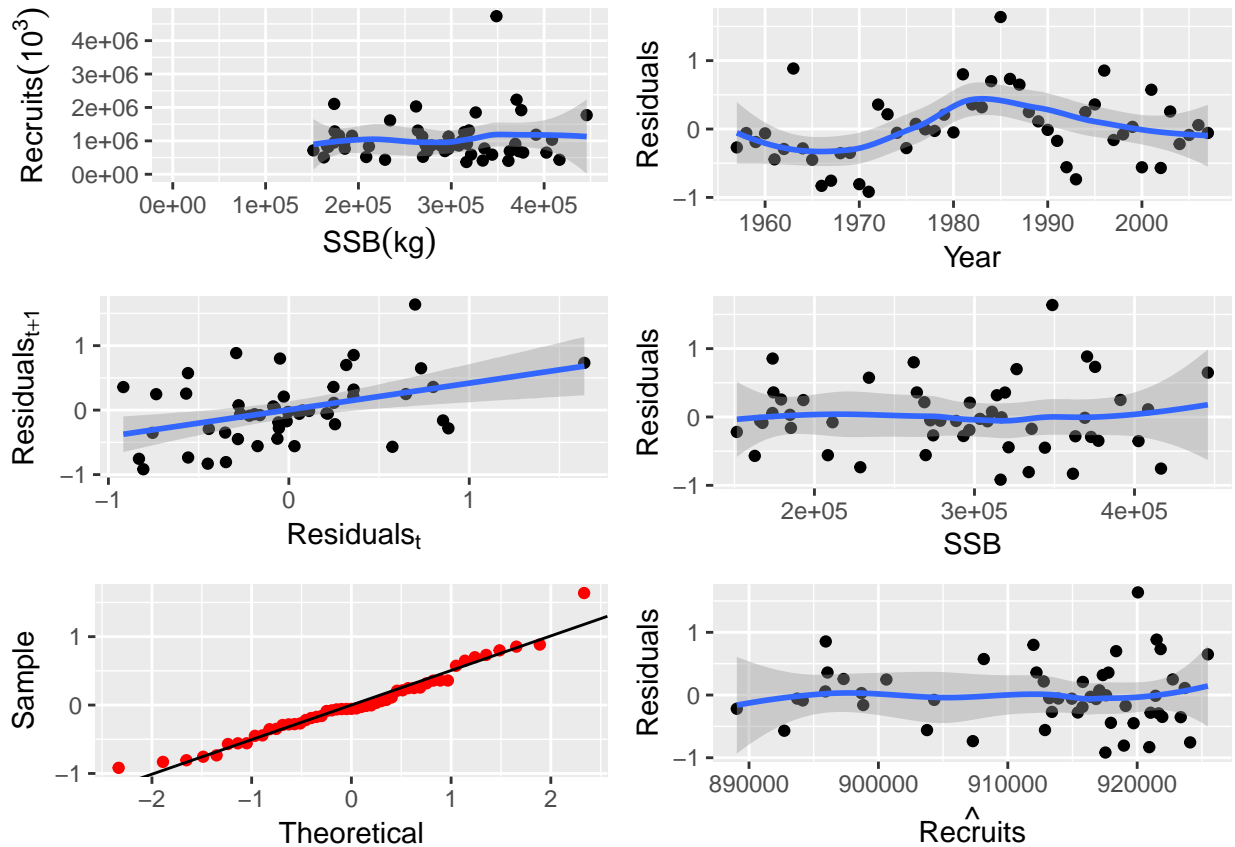 Recruits(10³)
4e+06
3e+06
2e+06
1e+06
0e+00
0e+00 1e+05 2e+05 3e+05 4e+05
SSB(kg)
Residuals
1
0
−1
1960 1970 1980 1990 2000
Year
Residualsₜ₊₁
1
0
−1
−1 0 1
Residualsₜ
Residuals
1
0
−1
2e+05 3e+05 4e+05
SSB
Sample
1
0
−1
−2 −1 0 1 2
Theoretical
Residuals
1
0
−1
890000 900000 910000 920000
^
Recruits